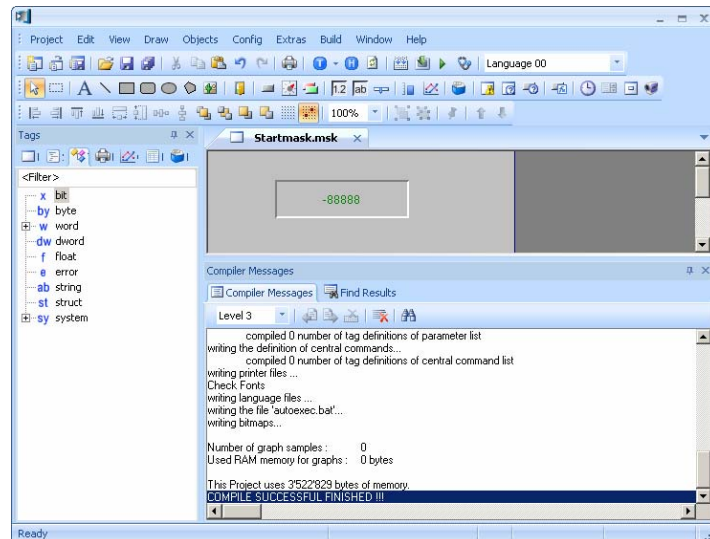 Project Edit View Draw Objects Config Extras Build Window Help
Language 00
A 1.2 ab
100%
Tags
Startmask.msk
<Filter>
-88888
x bit
by byte
w word
dw dword
f float
e error
ab string
st struct
sy system
Compiler Messages
Compiler Messages Find Results
Level 3
compiled 0 number of tag definitions of parameter list
writing the definition of central commands...
compiled 0 number of tag definitions of central command list
writing printer files ...
Check Fonts
writing language files ...
writing the file 'autoexec.bat'...
writing bitmaps...
Number of graph samples : 0
Used RAM memory for graphs : 0 bytes
This Project uses 3'522'829 bytes of memory.
COMPILE SUCCESSFUL FINISHED !!!
Ready